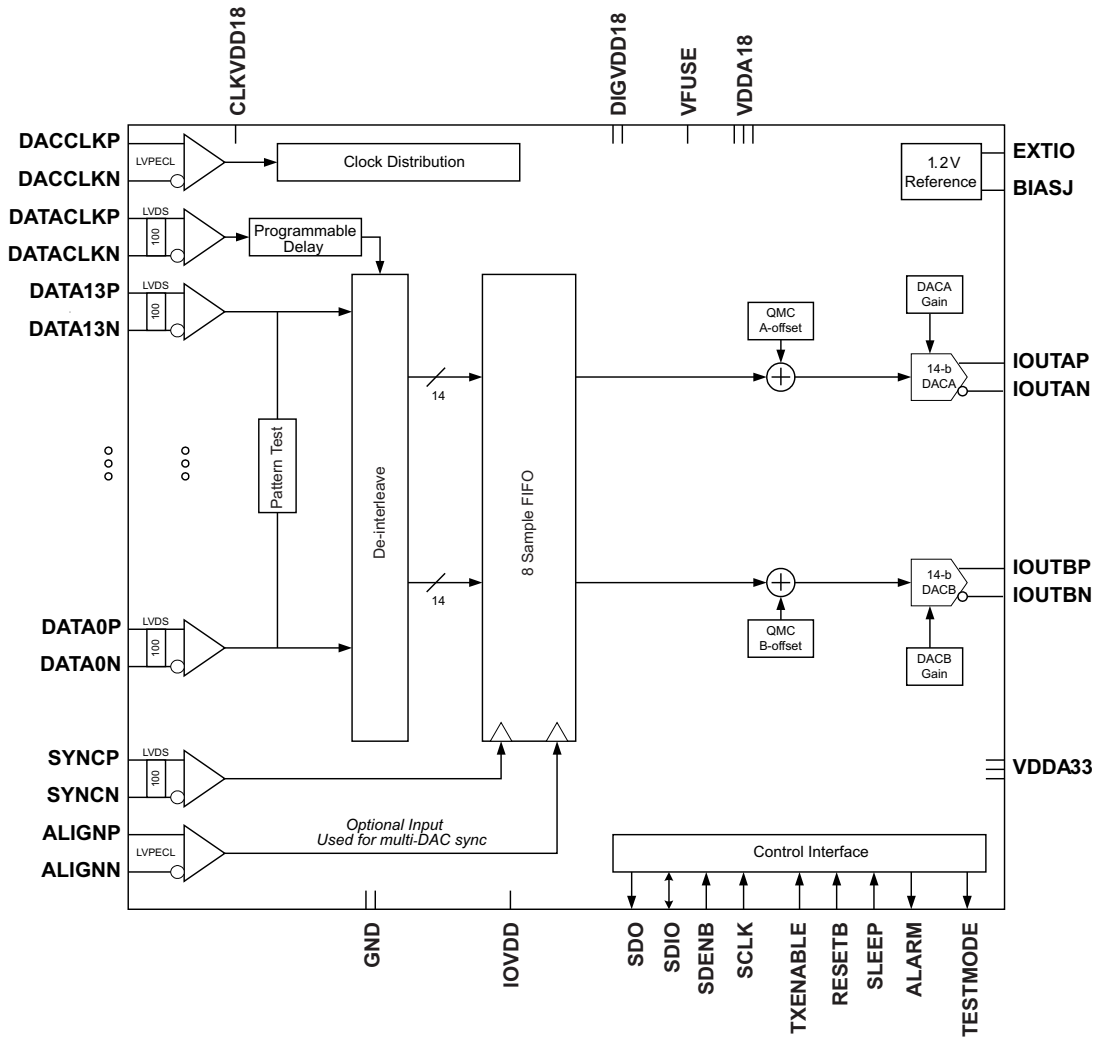 CLKVDD18
DIGVDD18
VFUSE
VDDA18
DACCLKP
LVPECL
DACCLKN
Clock Distribution
1.2 V
Reference
EXTIO
BIASJ
DATACLKP
LVDS
100
DATACLKN
Programmable
Delay
DATA13P
LVDS
100
DATA13N
Pattern Test
De-interleave
14
14
8 Sample FIFO
QMC
A-offset
DACA
Gain
14-b
DACA
IOUTAP
IOUTAN
14-b
DACB
IOUTBP
IOUTBN
QMC
B-offset
DACB
Gain
DATA0P
LVDS
100
DATA0N
SYNCP
LVDS
100
SYNCN
VDDA33
ALIGNP
LVPECL
ALIGNN
Optional Input
Used for multi-DAC sync
Control Interface
GND
IOVDD
SDO
SDIO
SDENB
SCLK
TXENABLE
RESETB
SLEEP
ALARM
TESTMODE